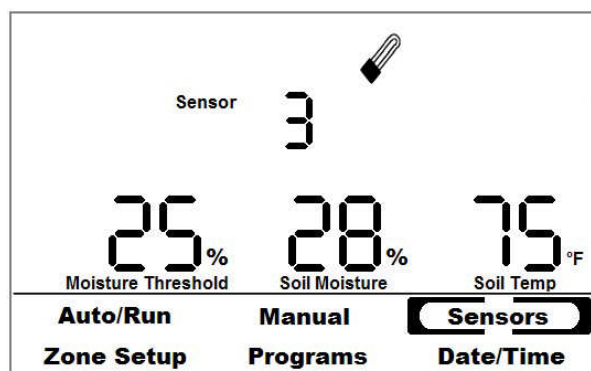 Sensor 3
25% 28% 75°F
Moisture Threshold Soil Moisture Soil Temp
Auto/Run Manual Sensors
Zone Setup Programs Date/Time